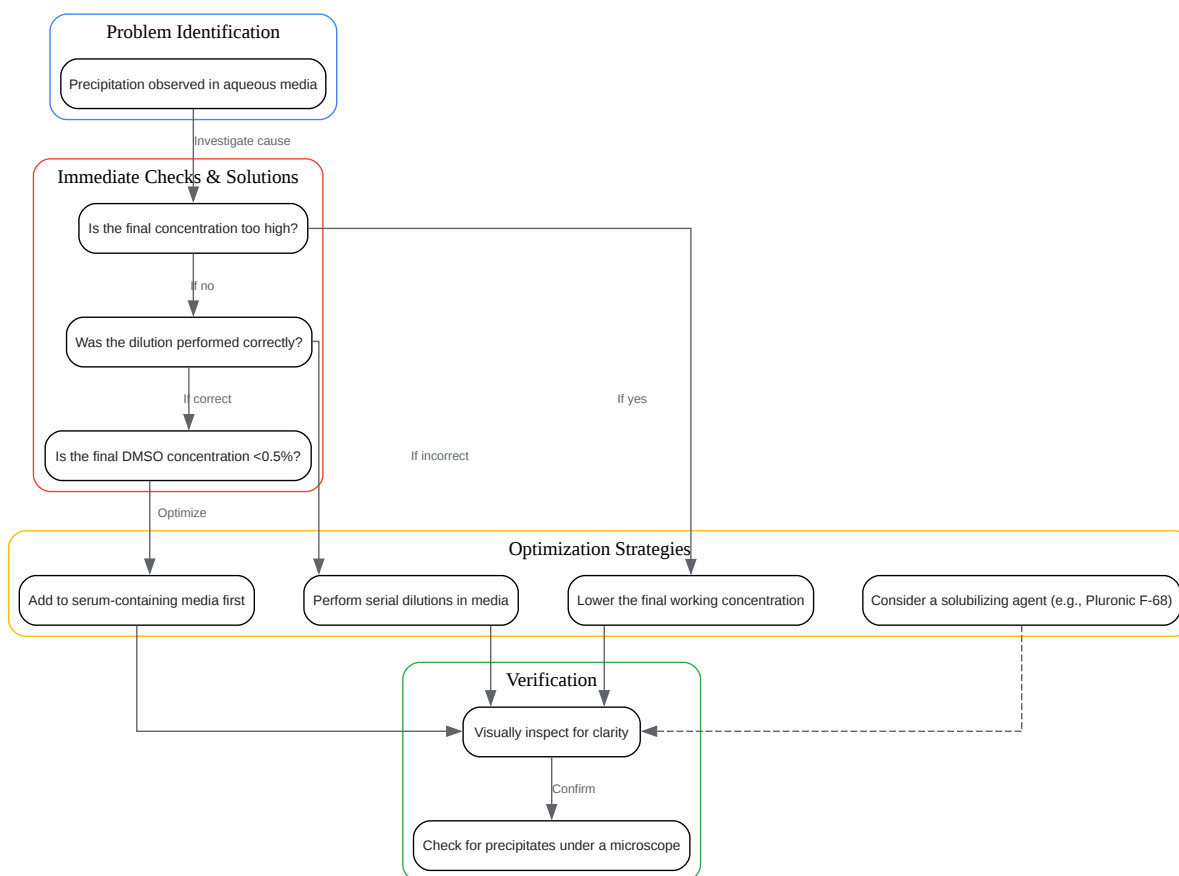 Problem Identification
Precipitation observed in aqueous media
Investigate cause
Immediate Checks & Solutions
Is the final concentration too high?
If no
Was the dilution performed correctly?
If correct
If yes
Is the final DMSO concentration <0.5%?
If incorrect
Optimize
Optimization Strategies
Add to serum-containing media first
Perform serial dilutions in media
Lower the final working concentration
Consider a solubilizing agent (e.g., Pluronic F-68)
Verification
Visually inspect for clarity
Confirm
Check for precipitates under a microscope